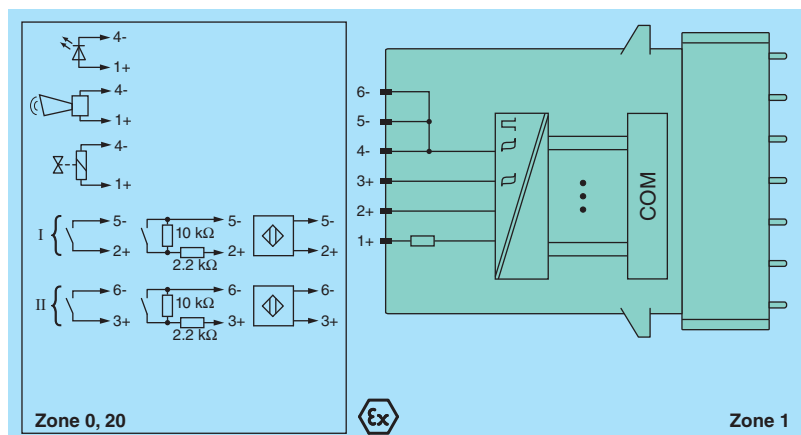 4-
1+
4-
1+
4-
1+
I
5-
2+
10 kΩ
2.2 kΩ
5-
2+
5-
2+
II
6-
3+
10 kΩ
2.2 kΩ
6-
3+
6-
3+
Zone 0, 20
6-
5-
4-
3+
2+
1+
COM
Ex
Zone 1